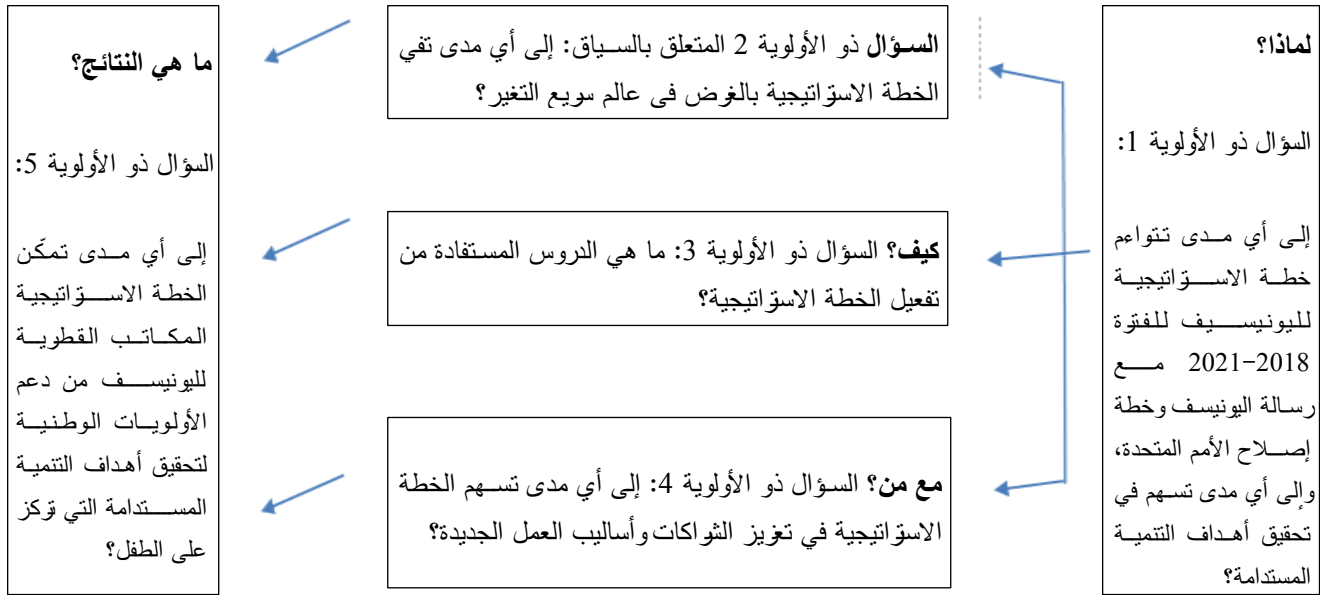 لماذا؟
السؤال ذو الأولوية 1:
إلى أي مدى تتواءم
خطة الاستراتيجية
لليونيسيف للفترة
2018-2021 مع
رسالة اليونيسف وخطة
إصلاح الأمم المتحدة،
وإلى أي مدى تسهم في
تحقيق أهداف التنمية
المستدامة؟
السؤال ذو الأولوية 2 المتعلق بالسياق: إلى أي مدى تفي
الخطة الاستراتيجية بالغرض في عالم سريع التغير؟
كيف؟ السؤال ذو الأولوية 3: ما هي الدروس المستفادة من
تفعيل الخطة الاستراتيجية؟
مع من؟ السؤال ذو الأولوية 4: إلى أي مدى تسهم الخطة
الاستراتيجية في تعزيز الشراكات وأساليب العمل الجديدة؟
ما هي النتائج؟
السؤال ذو الأولوية 5:
إلى أي مدى تمكّن
الخطة الاستراتيجية
المكاتب القطرية
لليونيسف من دعم
الأولويات الوطنية
لتحقيق أهداف التنمية
المستدامة التي تركز
على الطفل؟